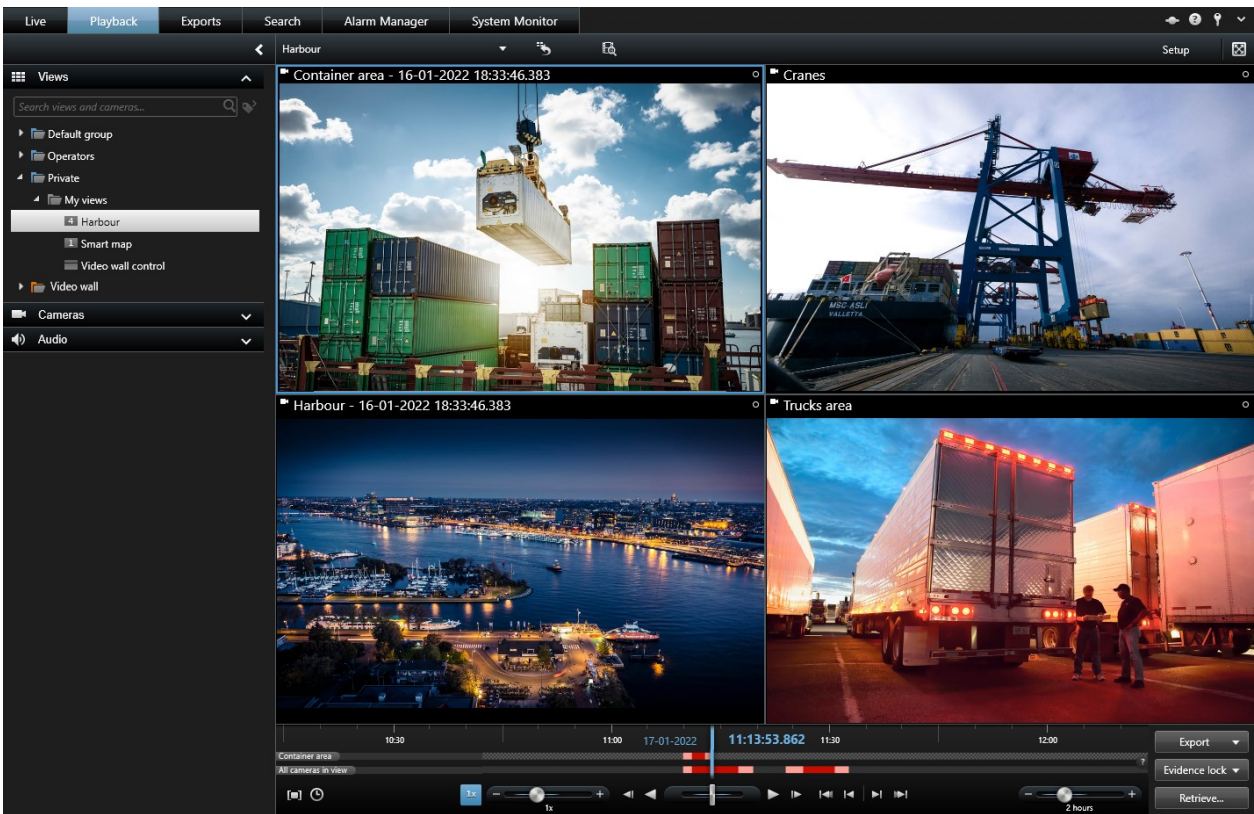 Live Playback Exports Search Alarm Manager System Monitor
Harbour Setup
Views
Search views and cameras...
Default group
Operators
Private
My views
4 Harbour
1 Smart map
Video wall control
Video wall
Cameras
Audio
Container area - 16-01-2022 18:33:46.383
Cranes
MSC ASLI
VALLETTA
Harbour - 16-01-2022 18:33:46.383
Trucks area
10:30 11:00 17-01-2022 11:13:53.862 11:30 12:00
Container area
All cameras in view
?
1x
1x
2 hours
Export
Evidence lock
Retrieve...